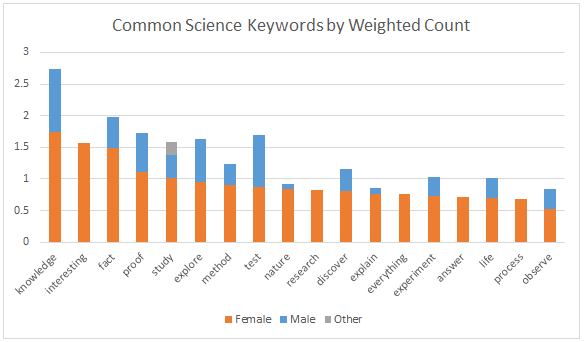 Common Science Keywords by Weighted Count
3
2.5
2
1.5
1
0.5
0
knowledge
interesting
fact
proof
study
explore
method
test
nature
research
discover
explain
everything
experiment
answer
life
process
observe
Female Male Other